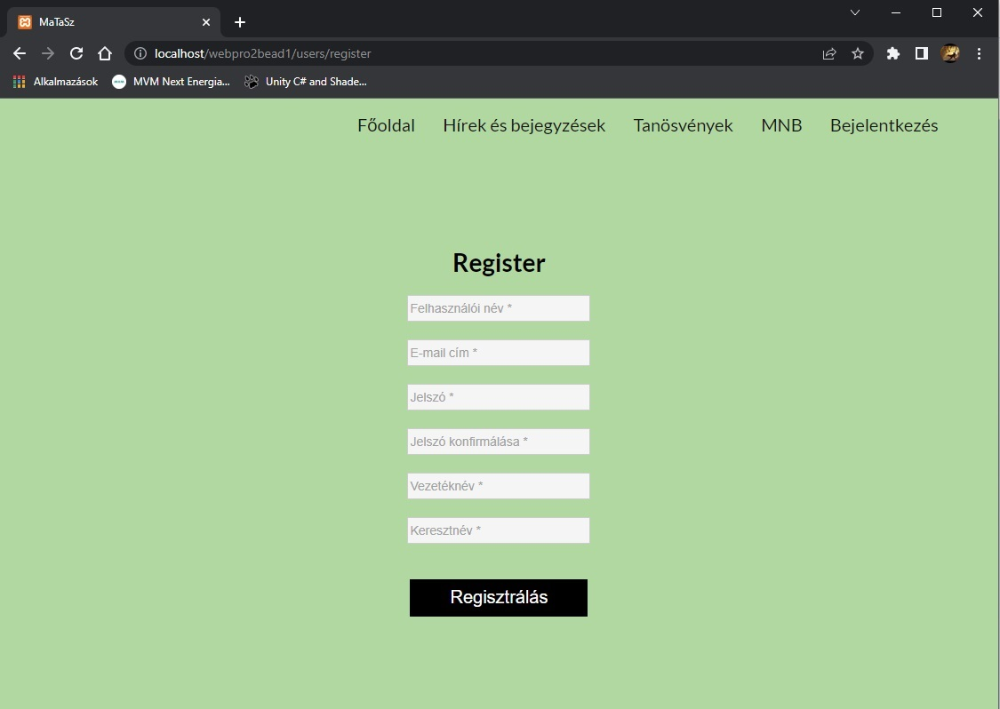 MaTaSz
localhost/webpro2bead1/users/register
Alkalmazások MVM Next Energia... Unity C# and Shade...
Főoldal Hírek és bejegyzések Tanösvények MNB Bejelentkezés
Register
Felhasználói név *
E-mail cím *
Jelszó *
Jelszó konfirmálása *
Vezetéknév *
Keresztnév *
Regisztrálás